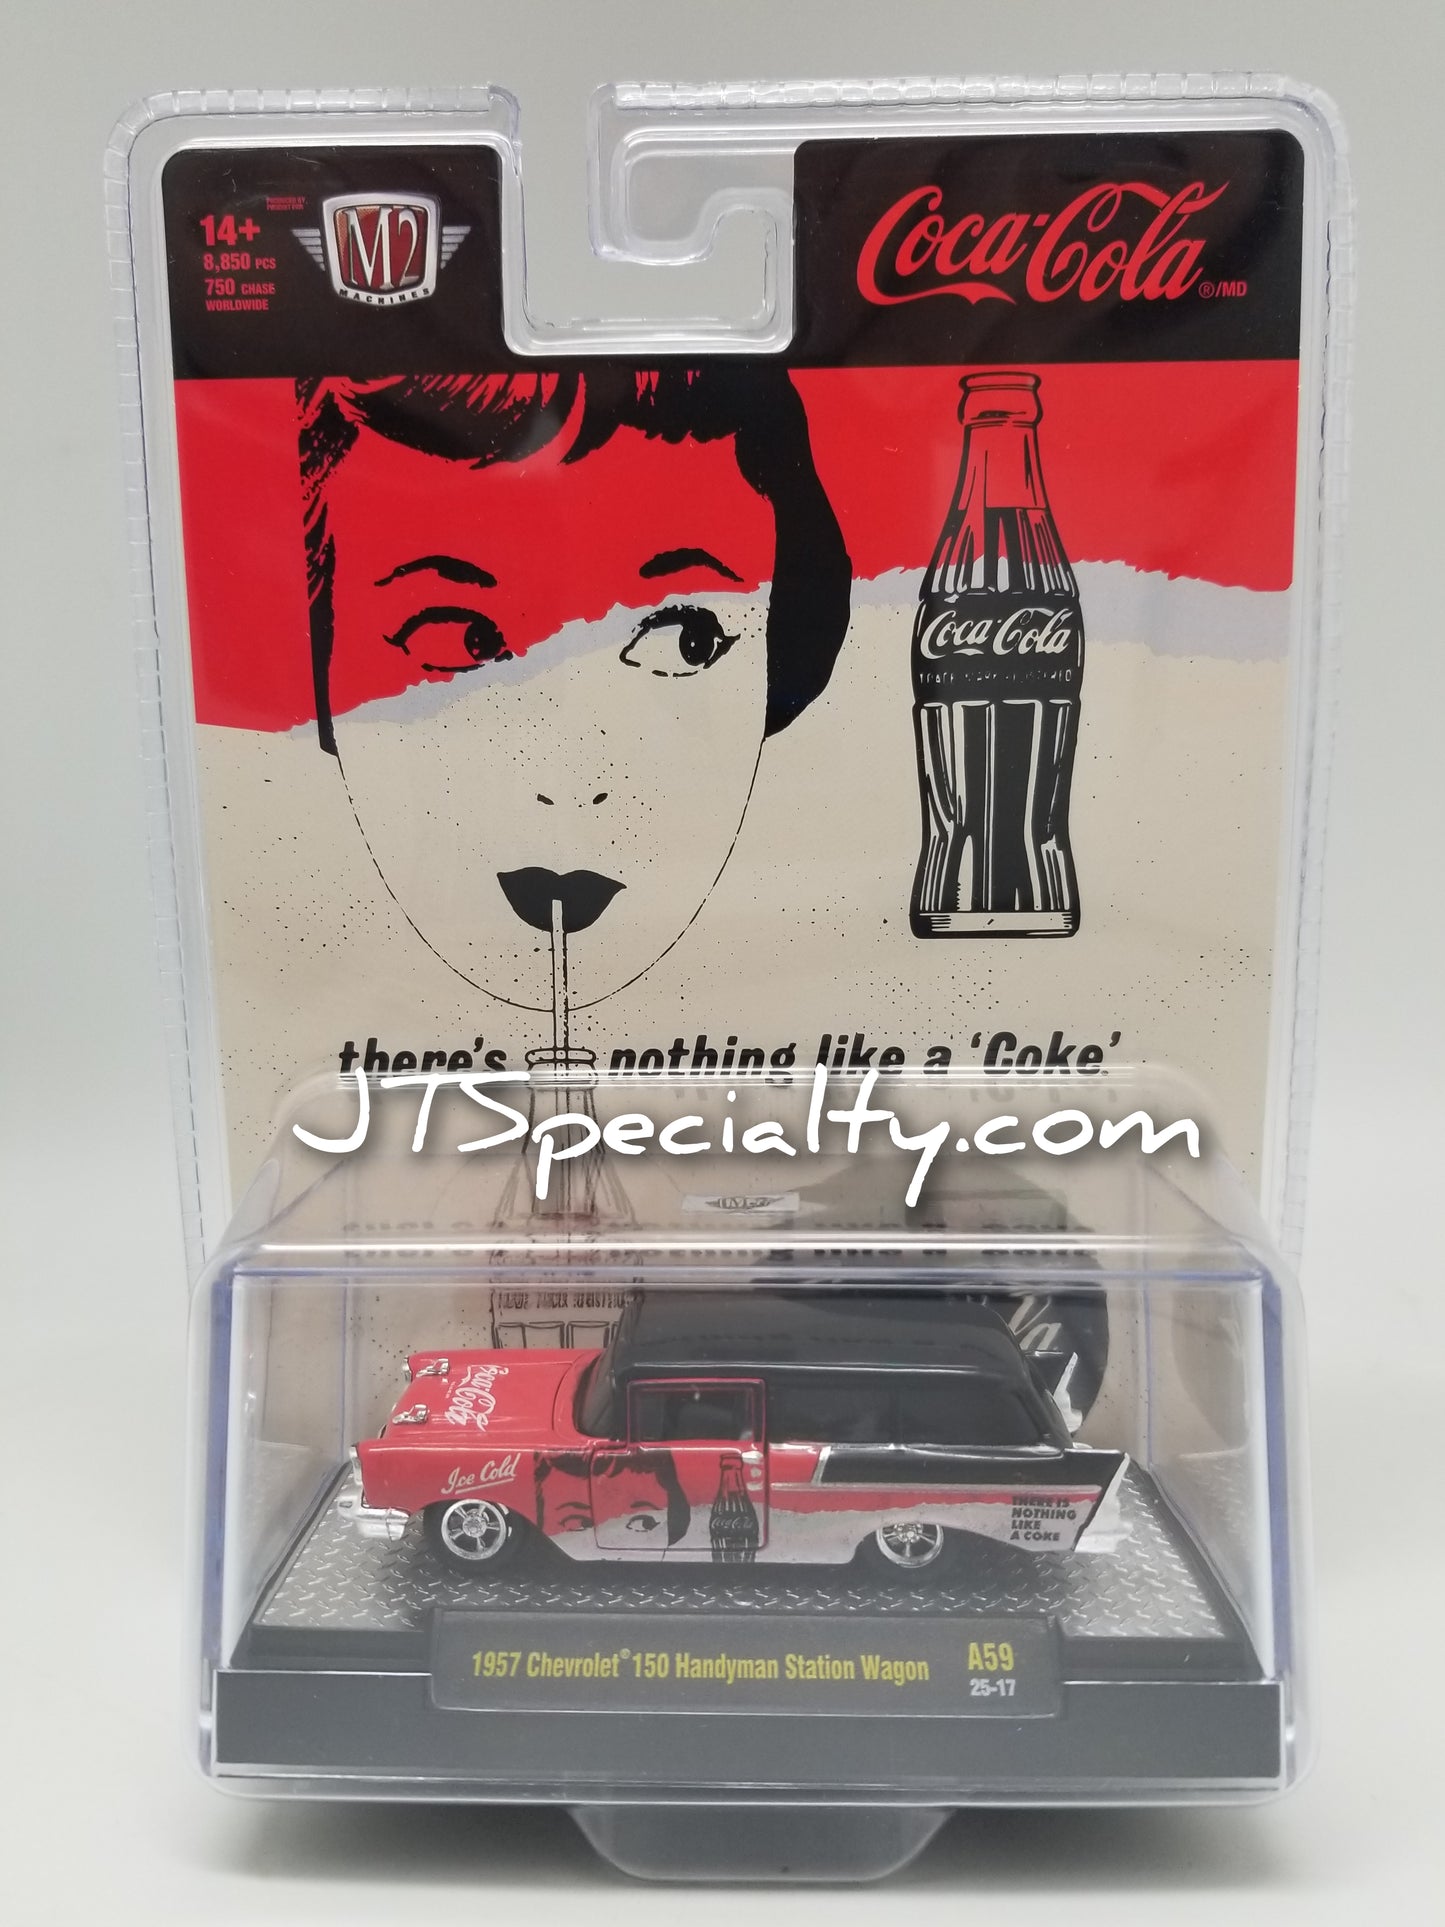 14+
8,850 PCS
750 CHASE
WORLDWIDE
M2
MACHINES
Coca-Cola ®/MD
Coca-Cola
there's nothing like a 'Coke'
JTSpecialty.com
Coca-Cola
Ice Cold
Coca-Cola
THERE IS
NOTHING
LIKE
A COKE
1957 Chevrolet® 150 Handyman Station Wagon A59
25-17